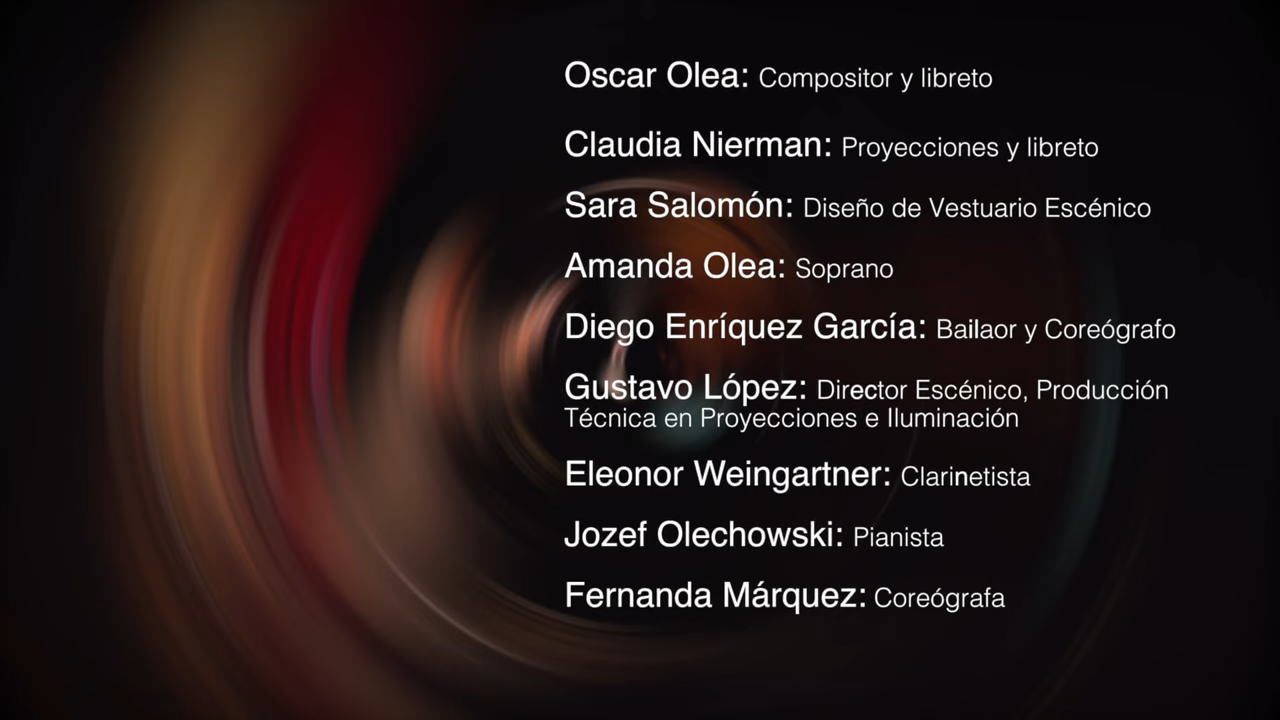 Oscar Olea: Compositor y libreto
Claudia Nierman: Proyecciones y libreto
Sara Salomón: Diseño de Vestuario Escénico
Amanda Olea: Soprano
Diego Enríquez García: Bailaor y Coreógrafo
Gustavo López: Director Escénico, Producción
Técnica en Proyecciones e Iluminación
Eleonor Weingartner: Clarinetista
Jozef Olechowski: Pianista
Fernanda Márquez: Coreógrafa